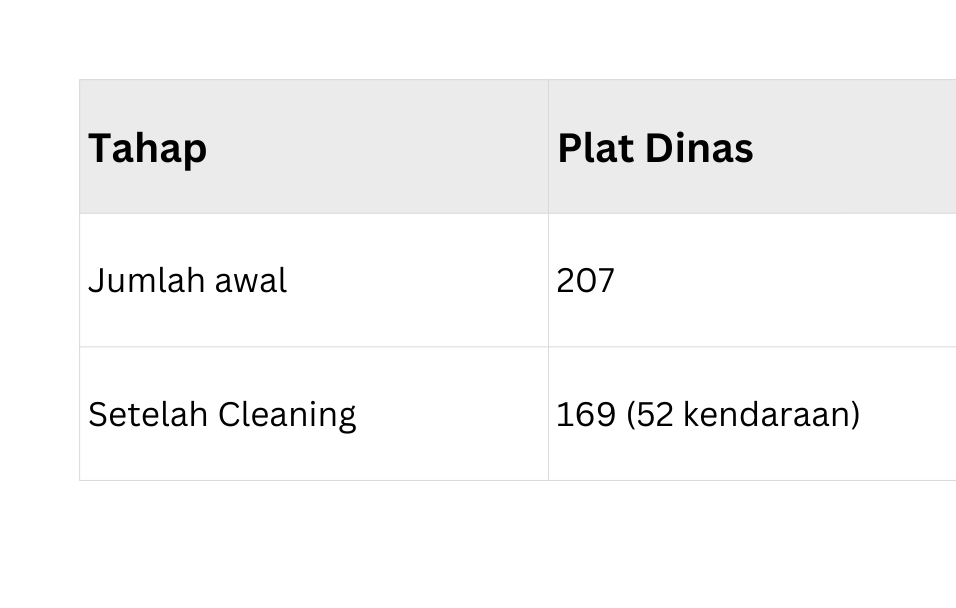 Tahap Plat Dinas
Jumlah awal 207
Setelah Cleaning 169 (52 kendaraan)